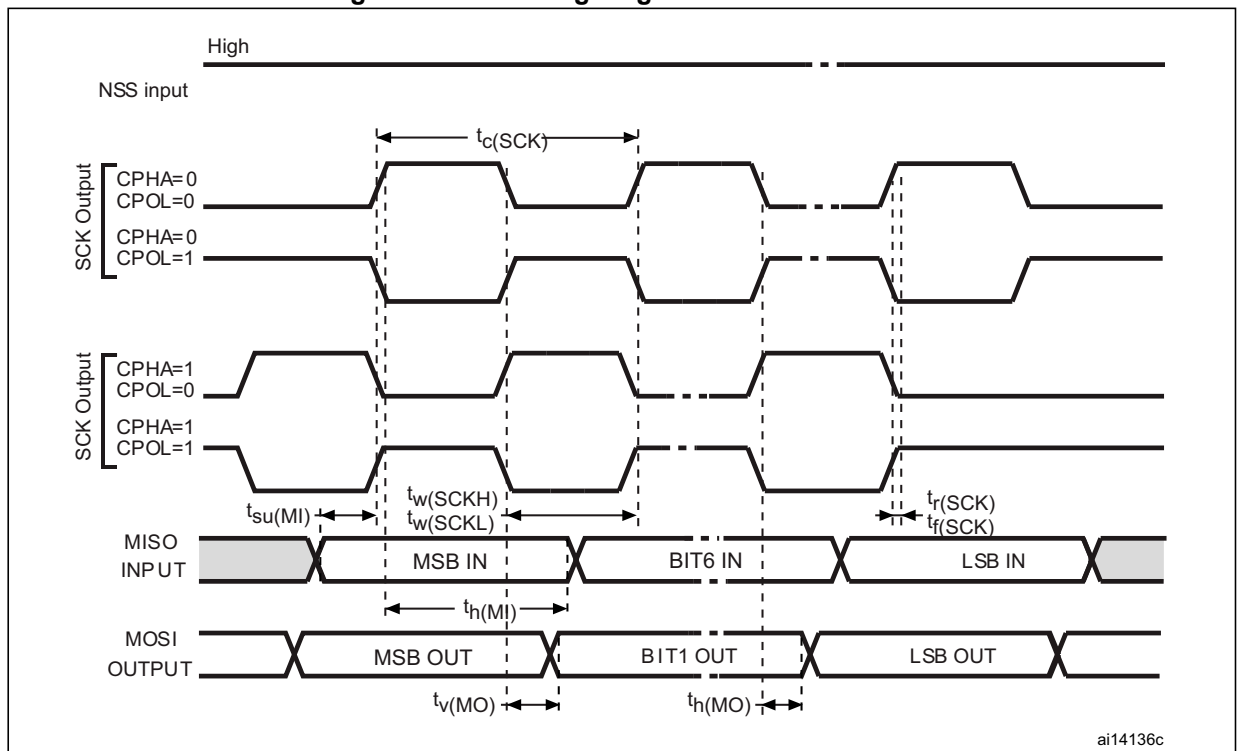 High
NSS input
tc(SCK)
SCK Output
CPHA=0
CPOL=0
CPHA=0
CPOL=1
SCK Output
CPHA=1
CPOL=0
CPHA=1
CPOL=1
tsu(MI)
tw(SCKH)
tw(SCKL)
tr(SCK)
tf(SCK)
MISO
INPUT
MSB IN
BIT6 IN
LSB IN
th(MI)
MOSI
OUTPUT
MSB OUT
BIT1 OUT
LSB OUT
tv(MO)
th(MO)
ai14136c